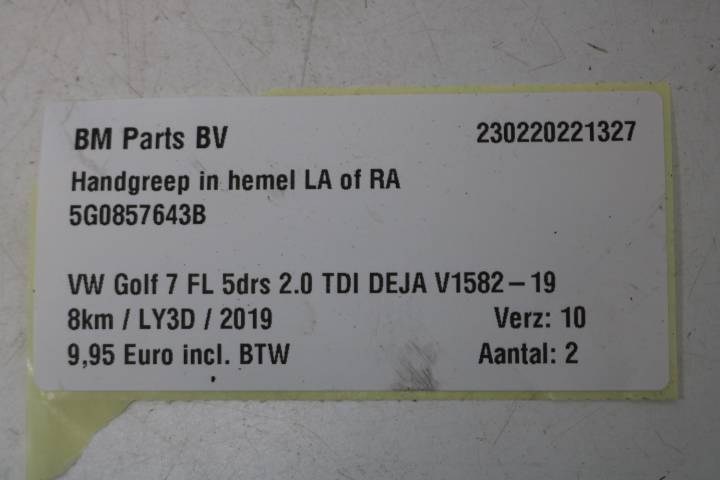 BM Parts BV 230220221327
Handgreep in hemel LA of RA
5G0857643B
VW Golf 7 FL 5drs 2.0 TDI DEJA V1582 – 19
8km / LY3D / 2019 Verz: 10
9,95 Euro incl. BTW Aantal: 2